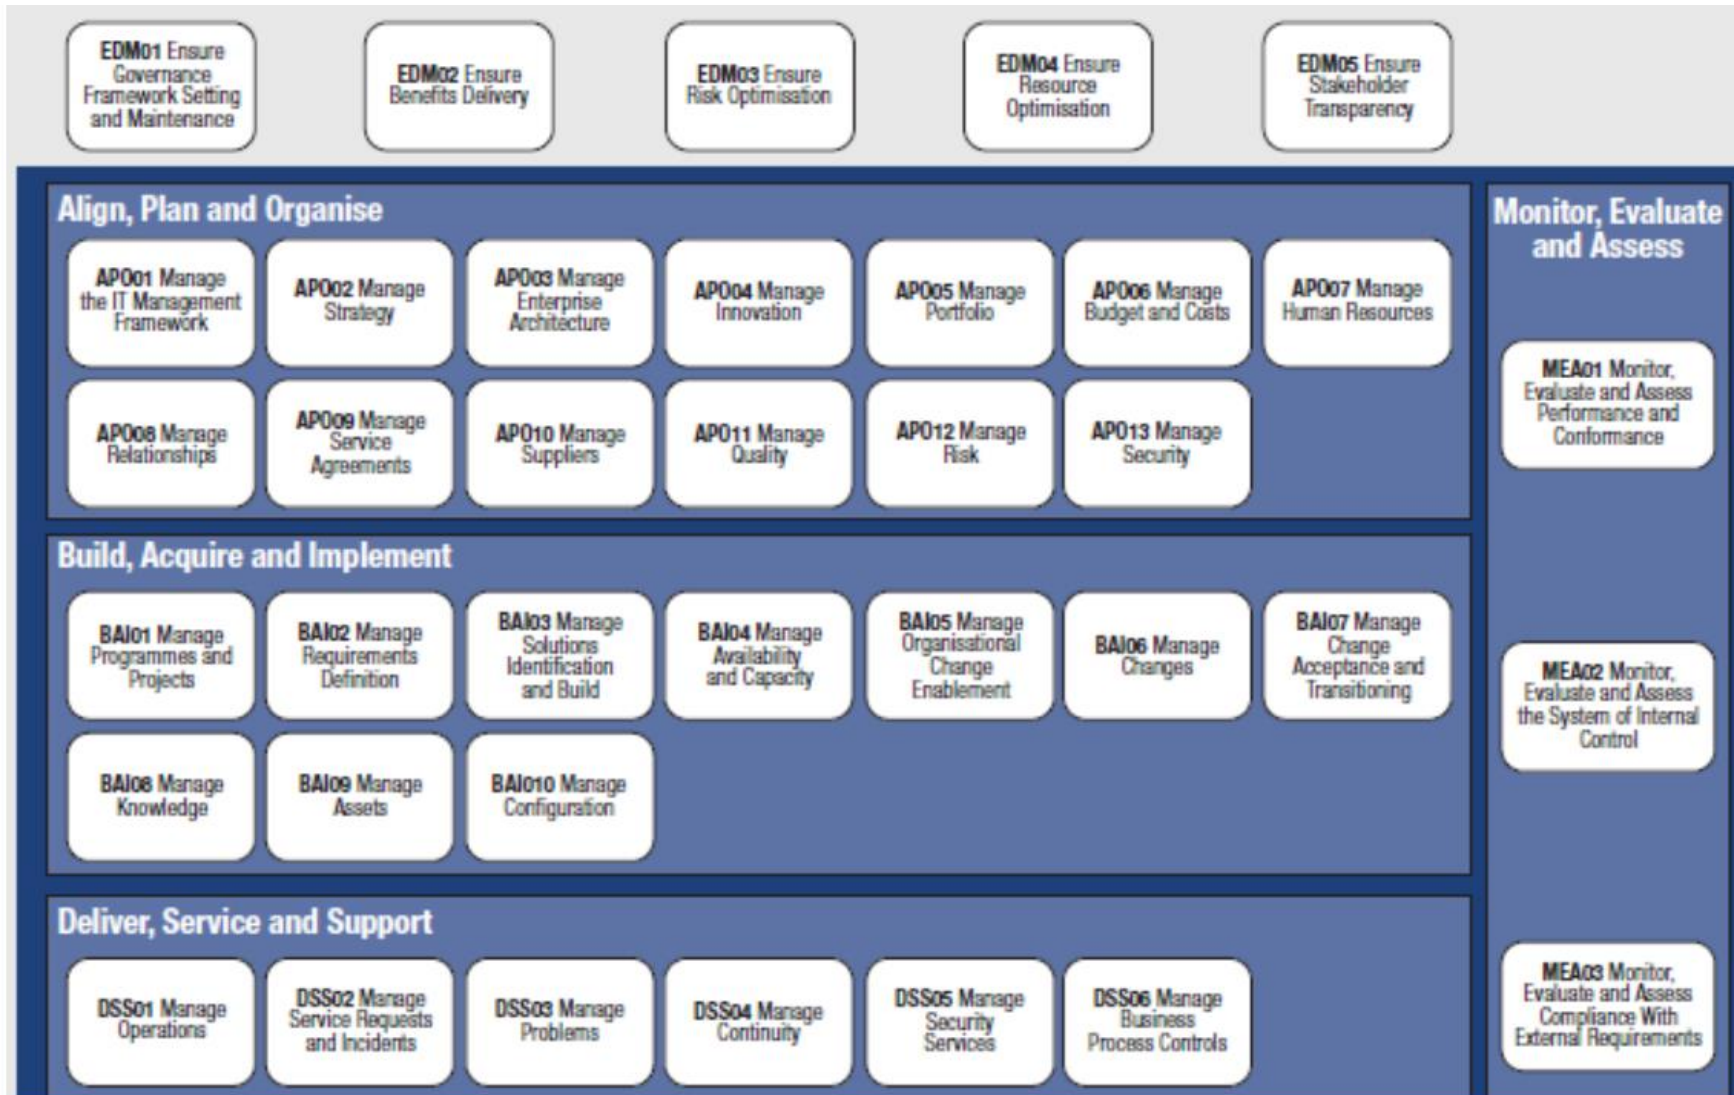 EDM01 Ensure
Governance
Framework Setting
and Maintenance
EDM02 Ensure
Benefits Delivery
EDM03 Ensure
Risk Optimisation
EDM04 Ensure
Resource
Optimisation
EDM05 Ensure
Stakeholder
Transparency
Align, Plan and Organise
APO01 Manage
the IT Management
Framework
APO02 Manage
Strategy
APO03 Manage
Enterprise
Architecture
APO04 Manage
Innovation
APO05 Manage
Portfolio
APO06 Manage
Budget and Costs
APO07 Manage
Human Resources
APO08 Manage
Relationships
APO09 Manage
Service
Agreements
APO10 Manage
Suppliers
APO11 Manage
Quality
APO12 Manage
Risk
APO13 Manage
Security
Build, Acquire and Implement
BAI01 Manage
Programmes and
Projects
BAI02 Manage
Requirements
Definition
BAI03 Manage
Solutions
Identification
and Build
BAI04 Manage
Availability
and Capacity
BAI05 Manage
Organisational
Change
Enablement
BAI06 Manage
Changes
BAI07 Manage
Change
Acceptance and
Transitioning
BAI08 Manage
Knowledge
BAI09 Manage
Assets
BAI010 Manage
Configuration
Deliver, Service and Support
DSS01 Manage
Operations
DSS02 Manage
Service Requests
and Incidents
DSS03 Manage
Problems
DSS04 Manage
Continuity
DSS05 Manage
Security
Services
DSS06 Manage
Business
Process Controls
Monitor, Evaluate
and Assess
MEA01 Monitor,
Evaluate and Assess
Performance and
Conformance
MEA02 Monitor,
Evaluate and Assess
the System of Internal
Control
MEA03 Monitor,
Evaluate and Assess
Compliance With
External Requirements